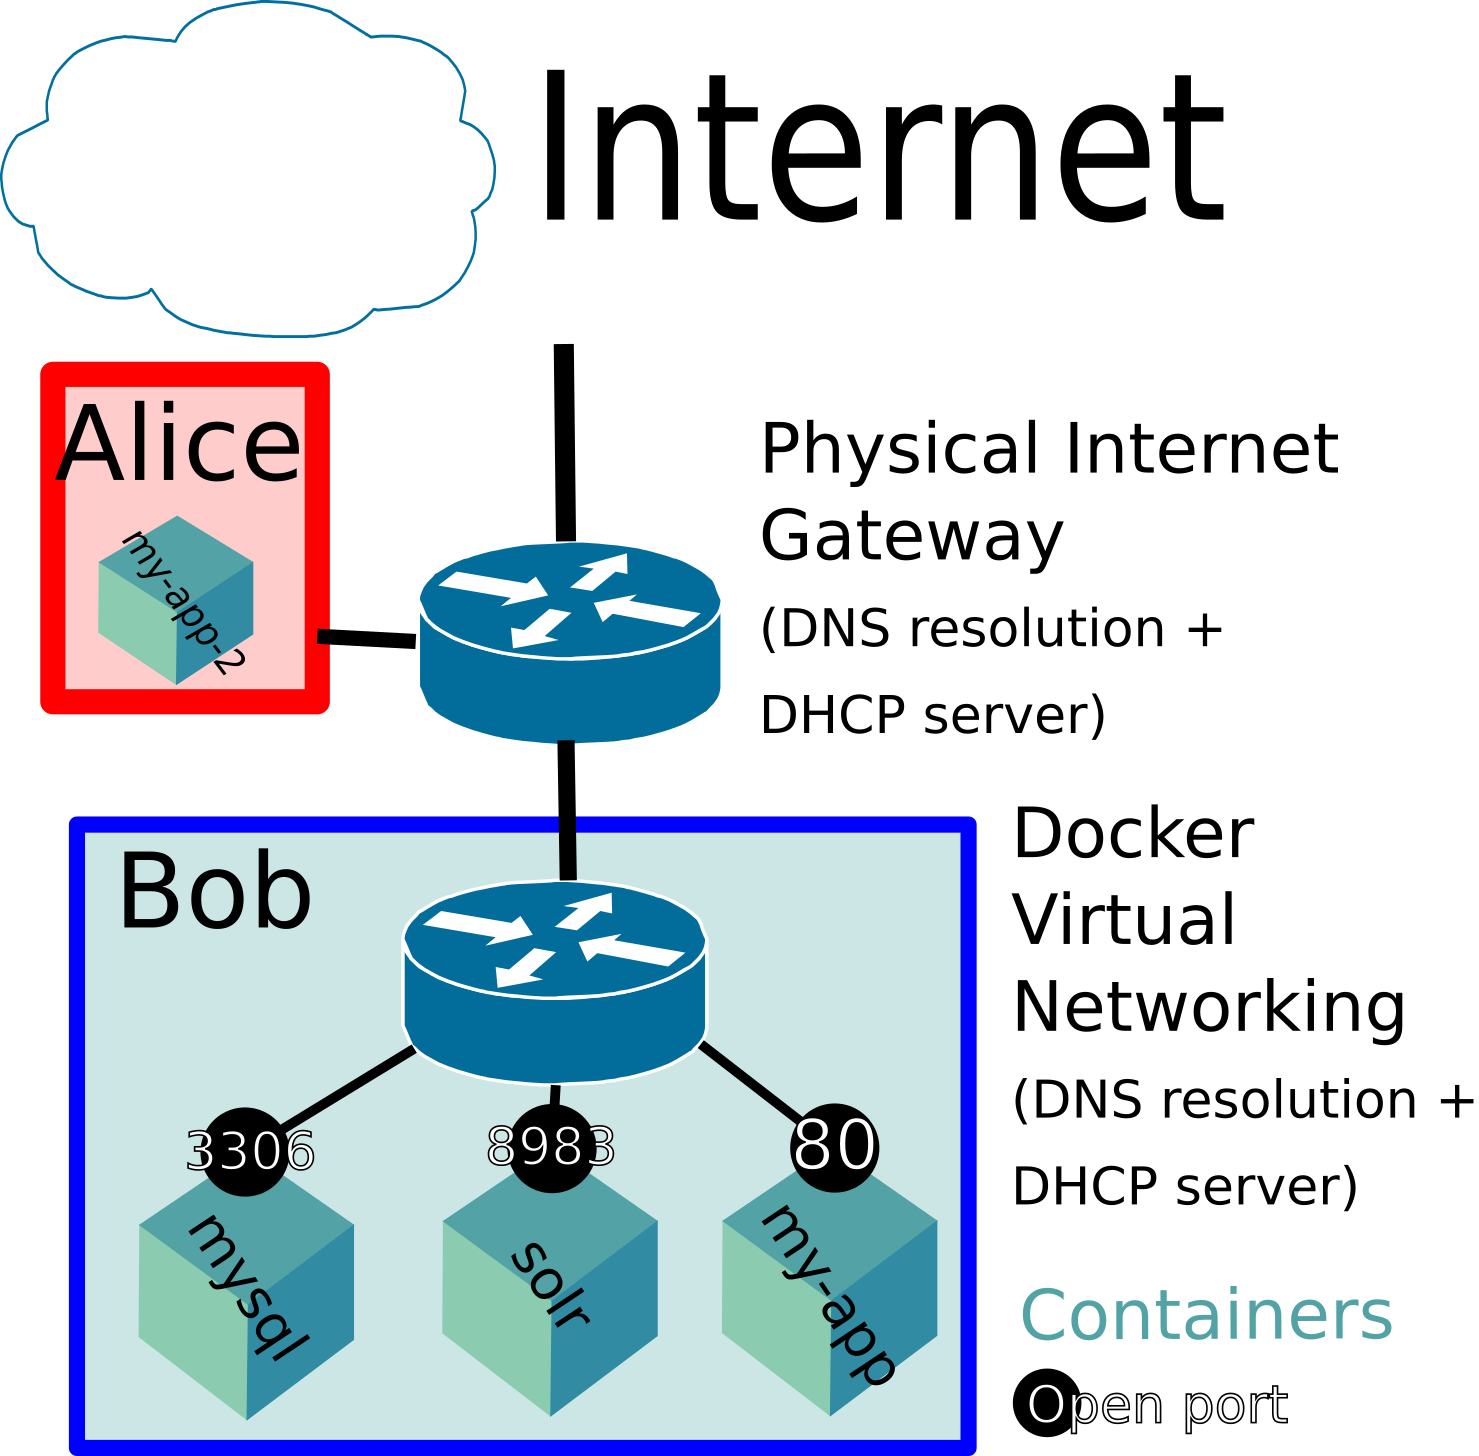 Internet
Alice
my-app-2
Physical Internet
Gateway
(DNS resolution +
DHCP server)
Bob
Docker
Virtual
Networking
(DNS resolution +
DHCP server)
3306
8983
80
mysql
solr
my-app
Containers
Open port